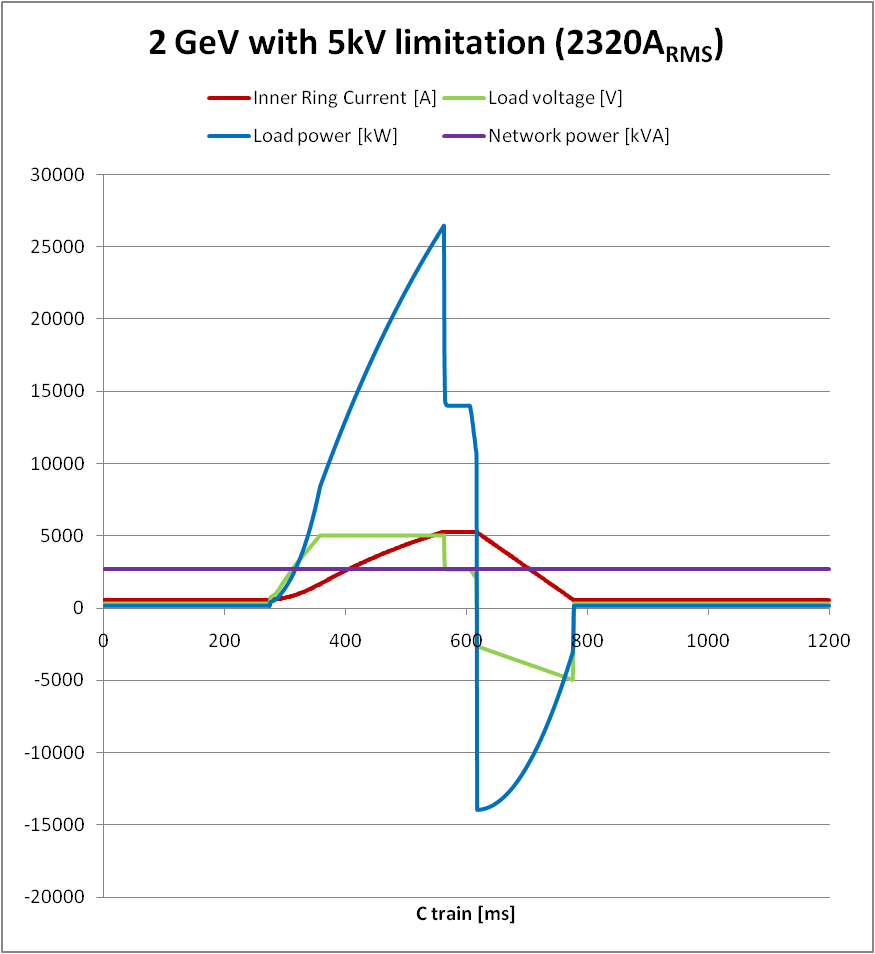 2 GeV with 5kV limitation (2320ARMS)
Inner Ring Current [A] Load voltage [V]
Load power [kW] Network power [kVA]
30000
25000
20000
15000
10000
5000
0
0 200 400 600 800 1000 1200
-5000
-10000
-15000
-20000
C train [ms]